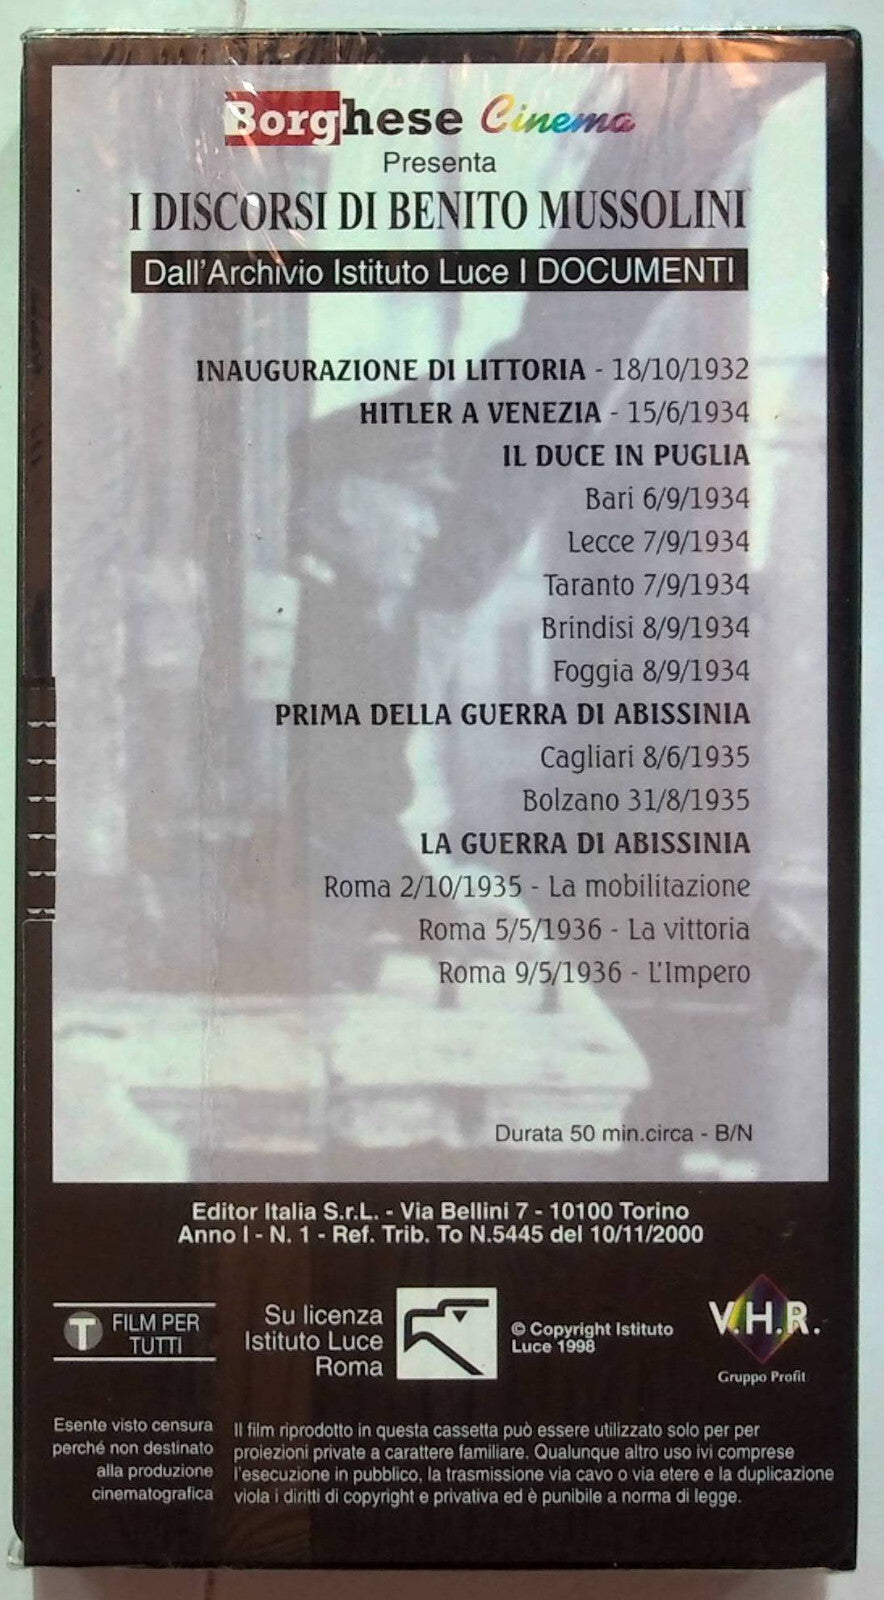 Borghese Cinema
Presenta
I DISCORSI DI BENITO MUSSOLINI
Dall'Archivio Istituto Luce I DOCUMENTI
INAUGURAZIONE DI LITTORIA - 18/10/1932
HITLER A VENEZIA - 15/6/1934
IL DUCE IN PUGLIA
Bari 6/9/1934
Lecce 7/9/1934
Taranto 7/9/1934
Brindisi 8/9/1934
Foggia 8/9/1934
PRIMA DELLA GUERRA DI ABISSINIA
Cagliari 8/6/1935
Bolzano 31/8/1935
LA GUERRA DI ABISSINIA
Roma 2/10/1935 - La mobilitazione
Roma 5/5/1936 - La vittoria
Roma 9/5/1936 - L'Impero
Durata 50 min.circa - B/N
Editor Italia S.r.L. - Via Bellini 7 - 10100 Torino
Anno I - N. 1 - Ref. Trib. To N.5445 del 10/11/2000
T FILM PER
TUTTI
Su licenza
Istituto Luce
Roma
© Copyright Istituto
Luce 1998
V.H.R.
Gruppo Profit
Esente visto censura
perché non destinato
alla produzione
cinematografica
Il film riprodotto in questa cassetta può essere utilizzato solo per per
proiezioni private a carattere familiare. Qualunque altro uso ivi comprese
l'esecuzione in pubblico, la trasmissione via cavo o via etere e la duplicazione
viola i diritti di copyright e privativa ed è punibile a norma di legge.